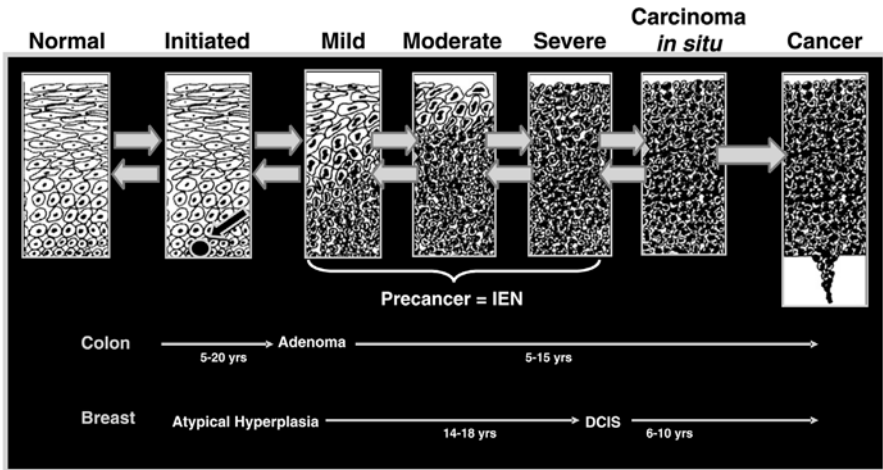 Normal Initiated Mild Moderate Severe Carcinoma in situ Cancer
Precancer = IEN
Colon Adenoma
5-20 yrs 5-15 yrs
Breast Atypical Hyperplasia DCIS
14-18 yrs 6-10 yrs